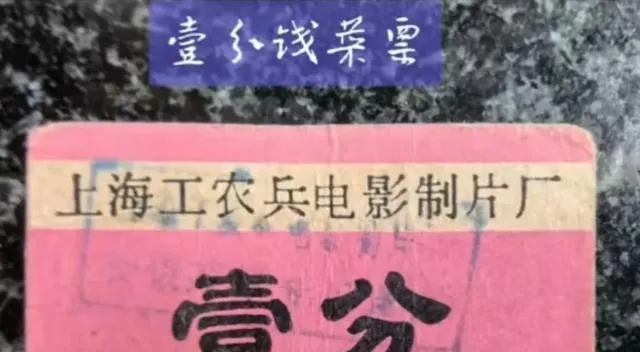 壹分钱菜票
上海工农兵电影制片厂
壹分